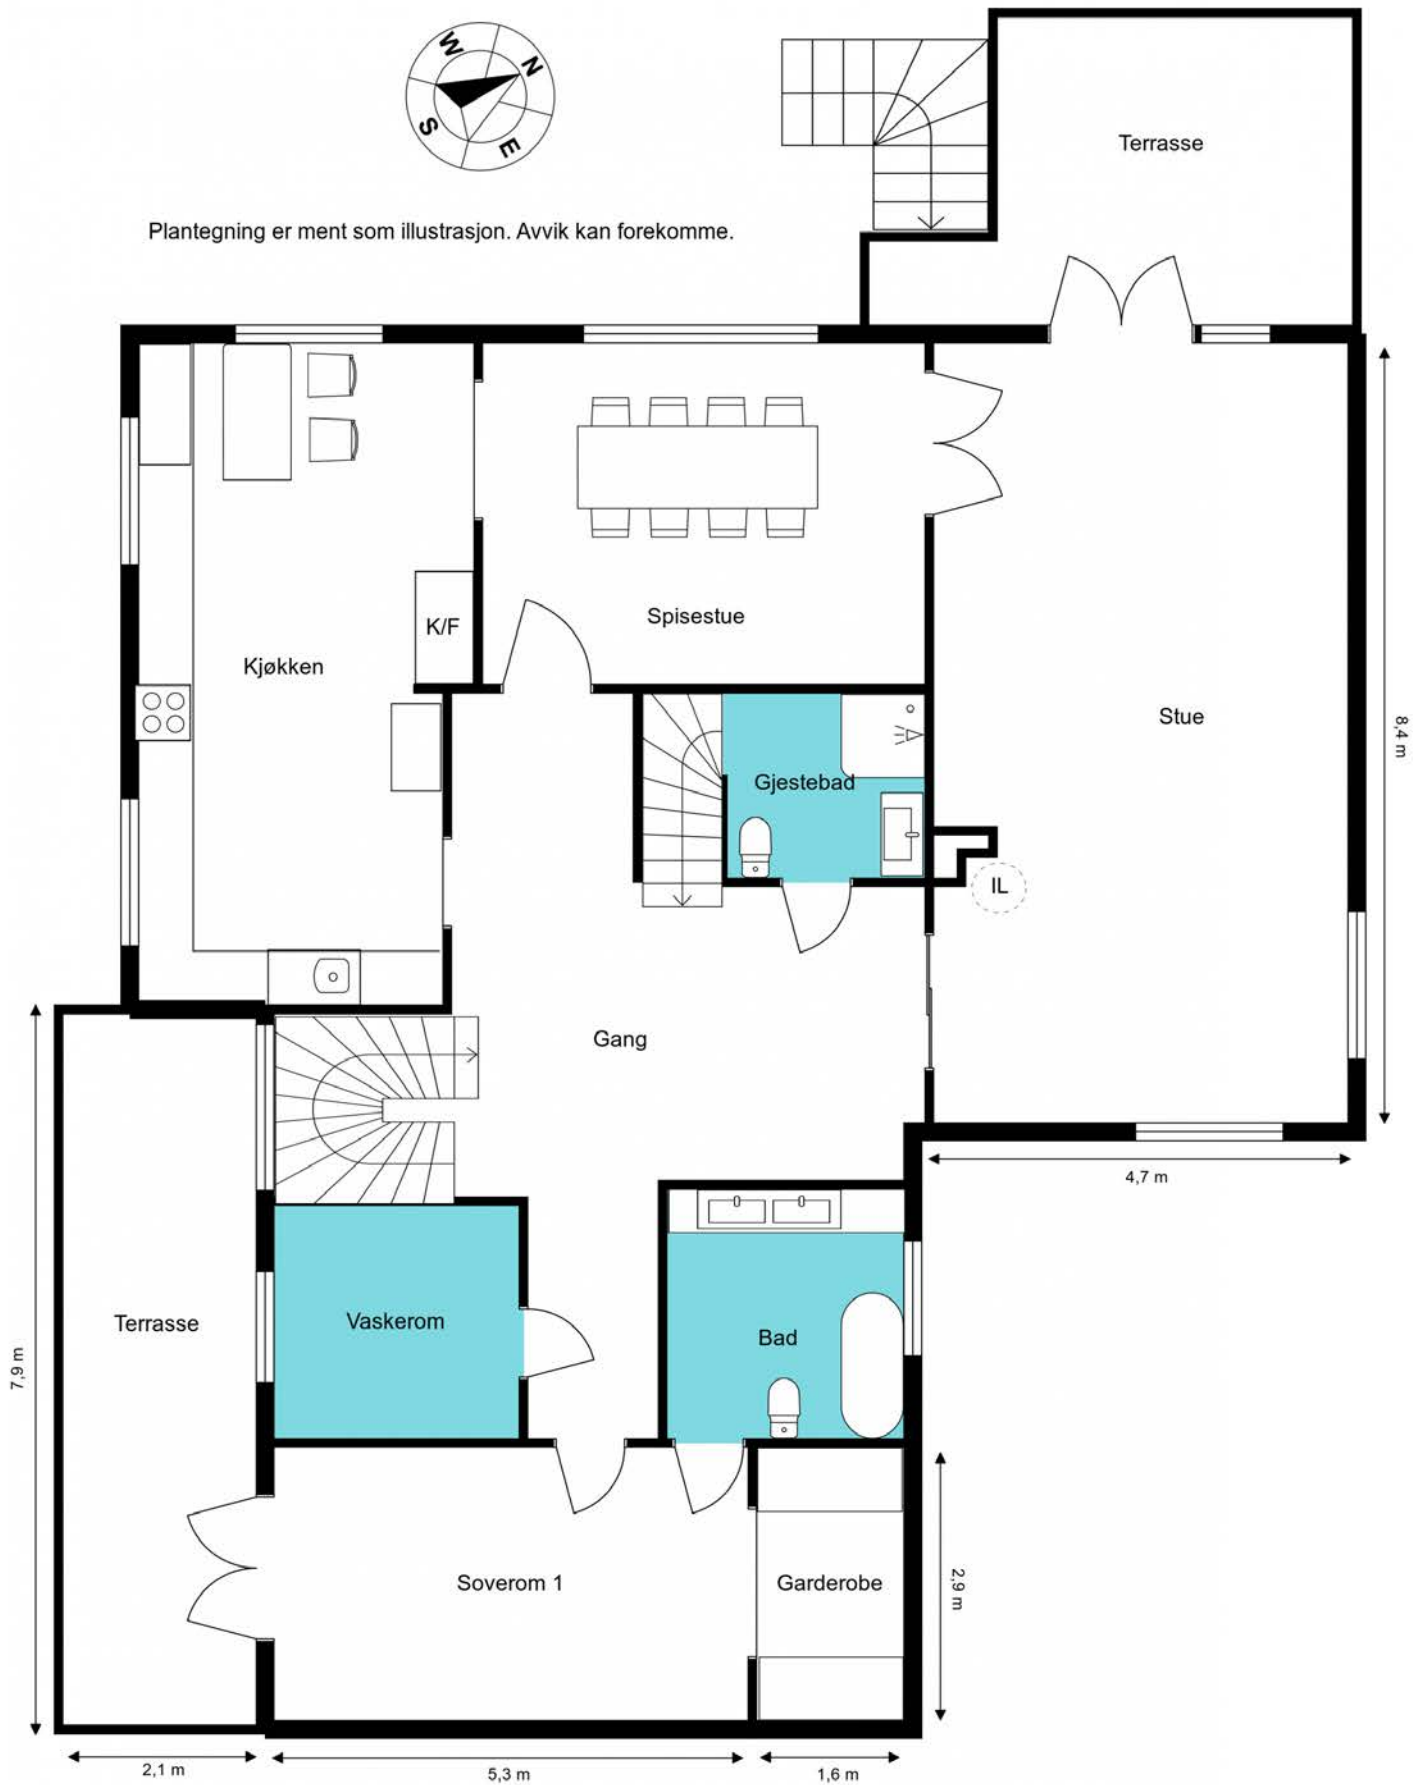 W
N
S
E
Terrasse
Plantegning er ment som illustrasjon. Avvik kan forekomme.
K/F
Spisestue
Kjøkken
Stue
8,4 m
Gjestebad
IL
Gang
4,7 m
Terrasse
Vaskerom
Bad
7,9 m
Soverom 1
Garderobe
2,9 m
2,1 m
5,3 m
1,6 m